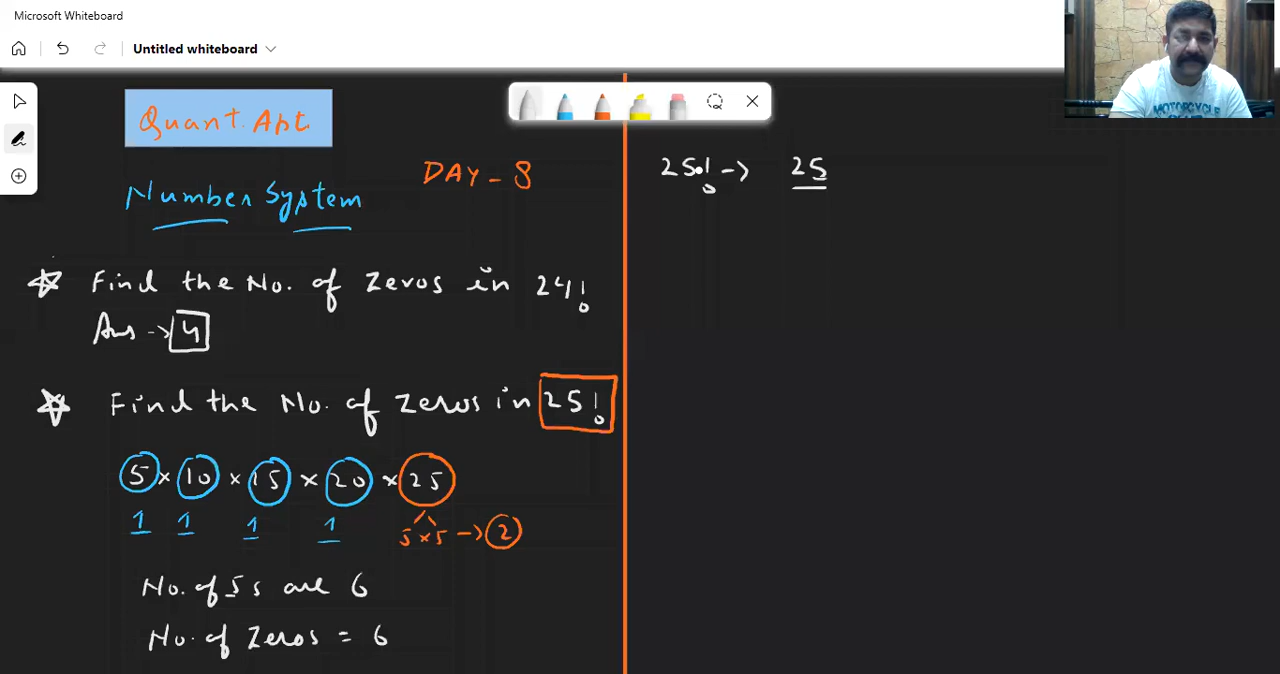 Microsoft Whiteboard
Untitled whiteboard
Quant. Apt.
DAY - 8
Number System
Find the No. of Zeros in 24!
Ans -> 4
Find the No. of Zeros in 25!
5 x 10 x 15 x 20 x 25
1 1 1 1 5 x 5 -> 2
No. of 5s are 6
No. of Zeros = 6
25! -> 25
MOTORCYCLE